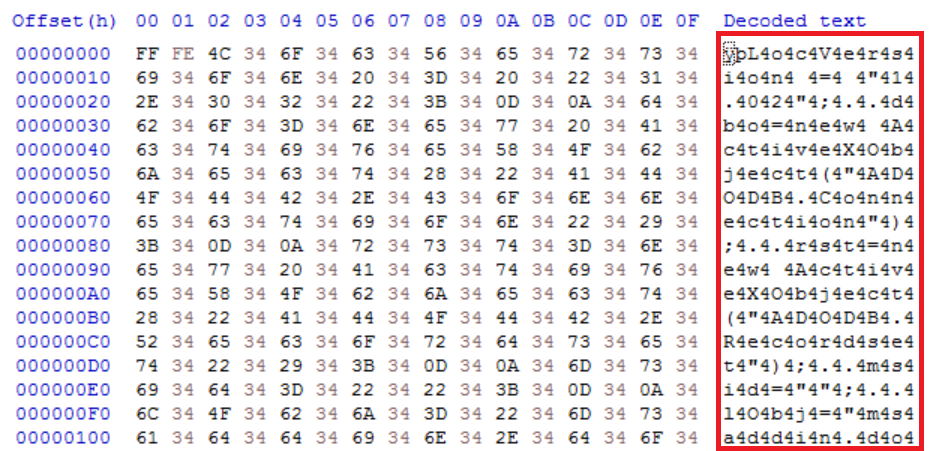 Offset(h) 00 01 02 03 04 05 06 07 08 09 0A 0B 0C 0D 0E 0F Decoded text
00000000 FF FE 4C 34 6F 34 63 34 56 34 65 34 72 34 73 34 ÿþL4o4c4V4e4r4s4
00000010 69 34 6F 34 6E 34 20 34 3D 34 20 34 22 34 31 34 i4o4n4 4=4 4"414
00000020 2E 34 30 34 32 34 22 34 3B 34 0D 34 0A 34 64 34 .40424"4;4.4.4d4
00000030 62 34 6F 34 3D 34 6E 34 65 34 77 34 20 34 41 34 b4o4=4n4e4w4 4A4
00000040 63 34 74 34 69 34 76 34 65 34 58 34 4F 34 62 34 c4t4i4v4e4X4O4b4
00000050 6A 34 65 34 63 34 74 34 28 34 22 34 41 34 44 34 j4e4c4t4(4"4A4D4
00000060 4F 34 44 34 42 34 2E 34 43 34 6F 34 6E 34 6E 34 O4D4B4.4C4o4n4n4
00000070 65 34 63 34 74 34 69 34 6F 34 6E 34 22 34 29 34 e4c4t4i4o4n4"4)4
00000080 3B 34 0D 34 0A 34 72 34 73 34 74 34 3D 34 6E 34 ;4.4.4r4s4t4=4n4
00000090 65 34 77 34 20 34 41 34 63 34 74 34 69 34 76 34 e4w4 4A4c4t4i4v4
000000A0 65 34 58 34 4F 34 62 34 6A 34 65 34 63 34 74 34 e4X4O4b4j4e4c4t4
000000B0 28 34 22 34 41 34 44 34 4F 34 44 34 42 34 2E 34 (4"4A4D4O4D4B4.4
000000C0 52 34 65 34 63 34 6F 34 72 34 64 34 73 34 65 34 R4e4c4o4r4d4s4e4
000000D0 74 34 22 34 29 34 3B 34 0D 34 0A 34 6D 34 73 34 t4"4)4;4.4.4m4s4
000000E0 69 34 64 34 3D 34 22 34 22 34 3B 34 0D 34 0A 34 i4d4=4"4"4;4.4.4
000000F0 6C 34 4F 34 62 34 6A 34 3D 34 22 34 6D 34 73 34 l4O4b4j4=4"4m4s4
00000100 61 34 64 34 64 34 69 34 6E 34 2E 34 64 34 6F 34 a4d4d4i4n4.4d4o4